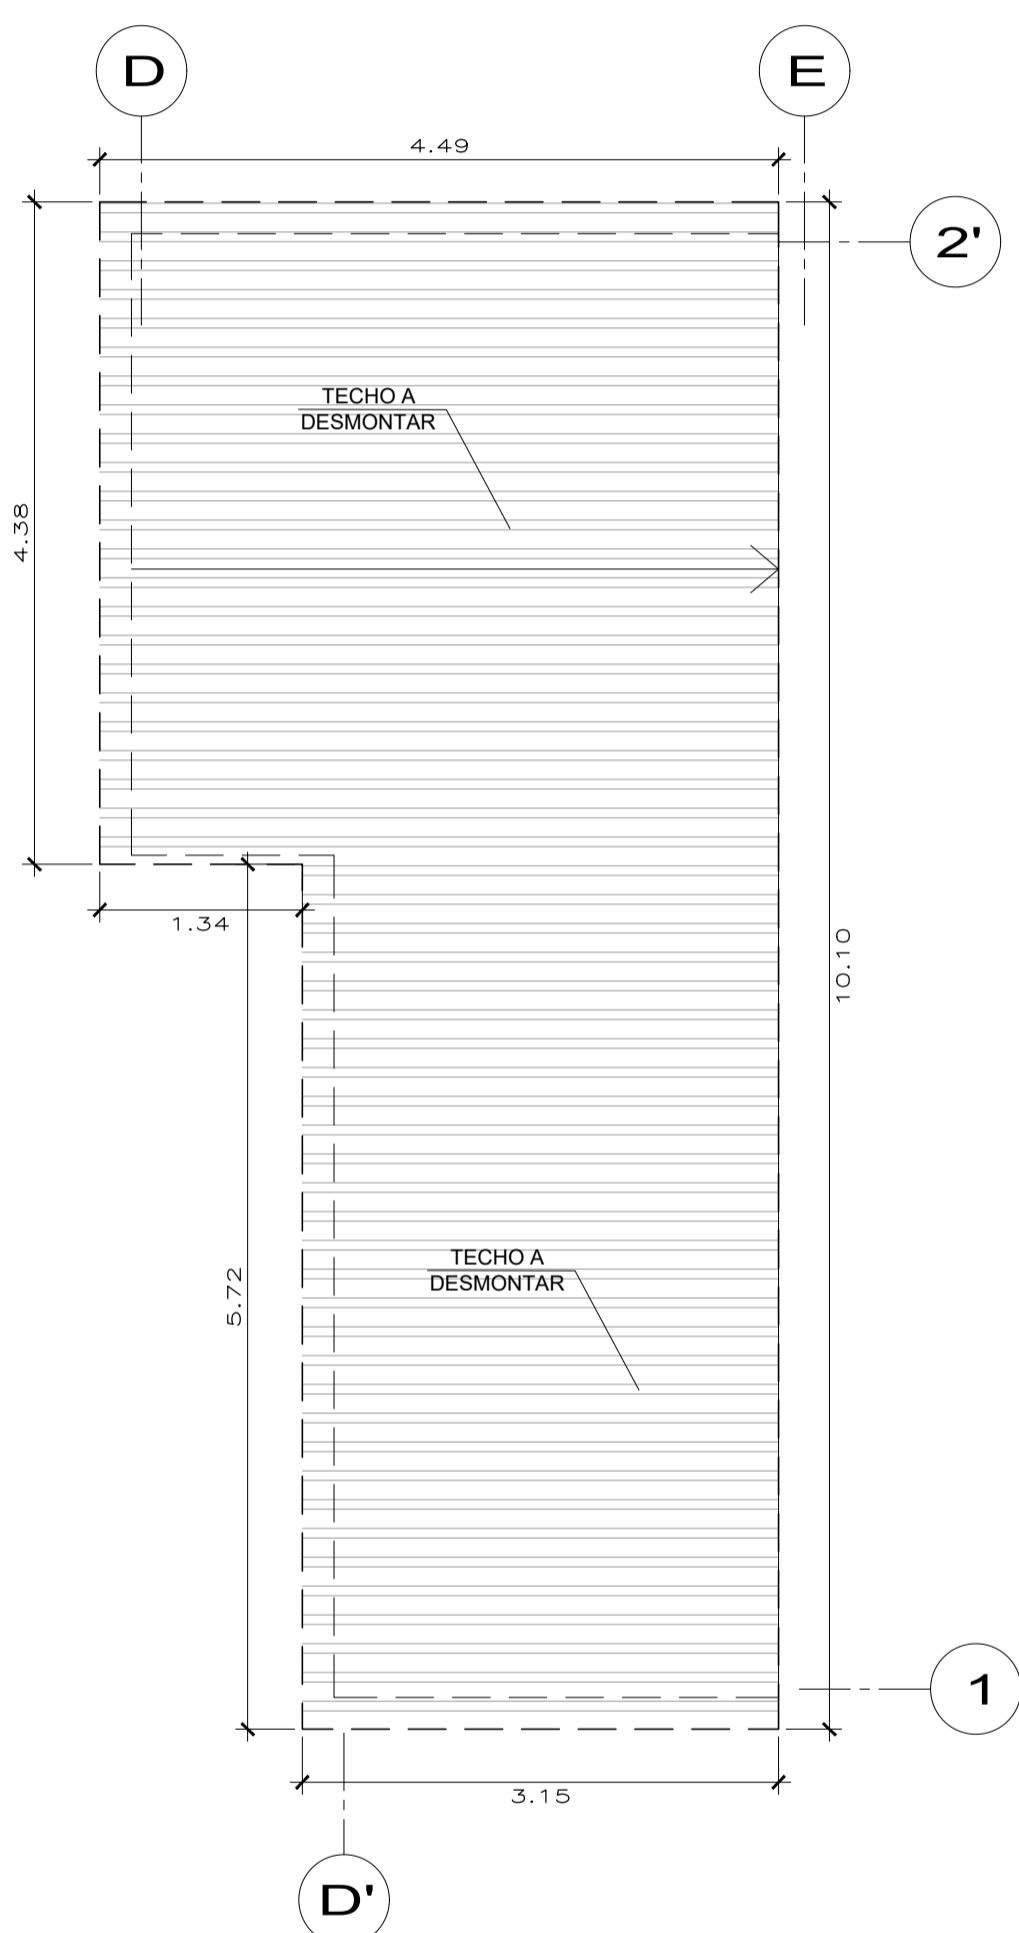 D
E
4.49
2'
TECHO A
DESMONTAR
4.38
1.34
10.10
5.72
TECHO A
DESMONTAR
1
3.15
D'